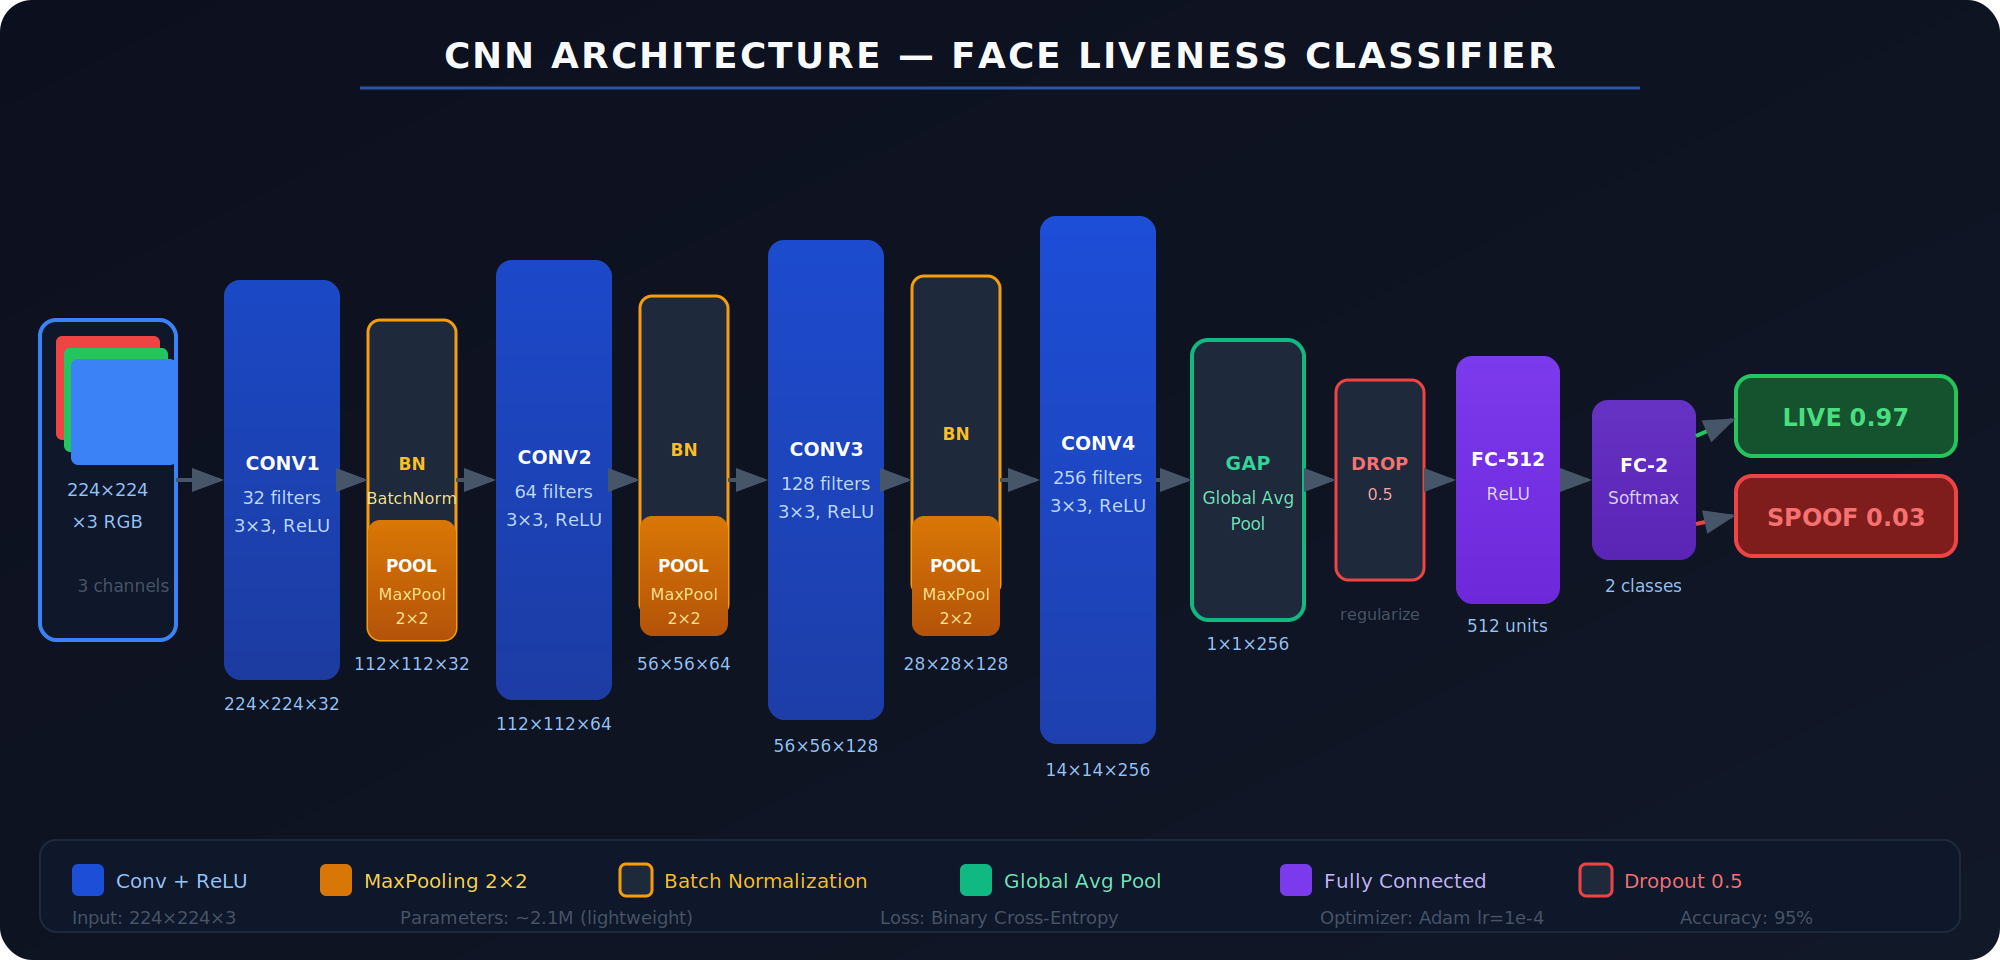 CNN ARCHITECTURE — FACE LIVENESS CLASSIFIER
224×224
×3 RGB
3 channels
CONV1
32 filters
3×3, ReLU
224×224×32
BN
BatchNorm
POOL
MaxPool
2×2
112×112×32
CONV2
64 filters
3×3, ReLU
112×112×64
BN
POOL
MaxPool
2×2
56×56×64
CONV3
128 filters
3×3, ReLU
56×56×128
BN
POOL
MaxPool
2×2
28×28×128
CONV4
256 filters
3×3, ReLU
14×14×256
GAP
Global Avg
Pool
1×1×256
DROP
0.5
regularize
FC-512
ReLU
512 units
FC-2
Softmax
2 classes
LIVE 0.97
SPOOF 0.03
Conv + ReLU
MaxPooling 2×2
Batch Normalization
Global Avg Pool
Fully Connected
Dropout 0.5
Input: 224×224×3
Parameters: ~2.1M (lightweight)
Loss: Binary Cross-Entropy
Optimizer: Adam lr=1e-4
Accuracy: 95%